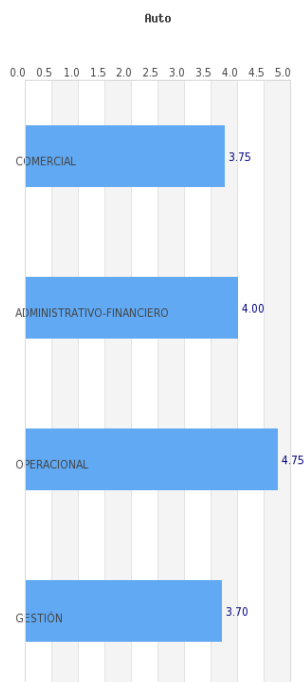 Auto
0.0 0.5 1.0 1.5 2.0 2.5 3.0 3.5 4.0 4.5 5.0
COMERCIAL 3.75
ADMINISTRATIVO-FINANCIERO 4.00
OPERACIONAL 4.75
GESTIÓN 3.70